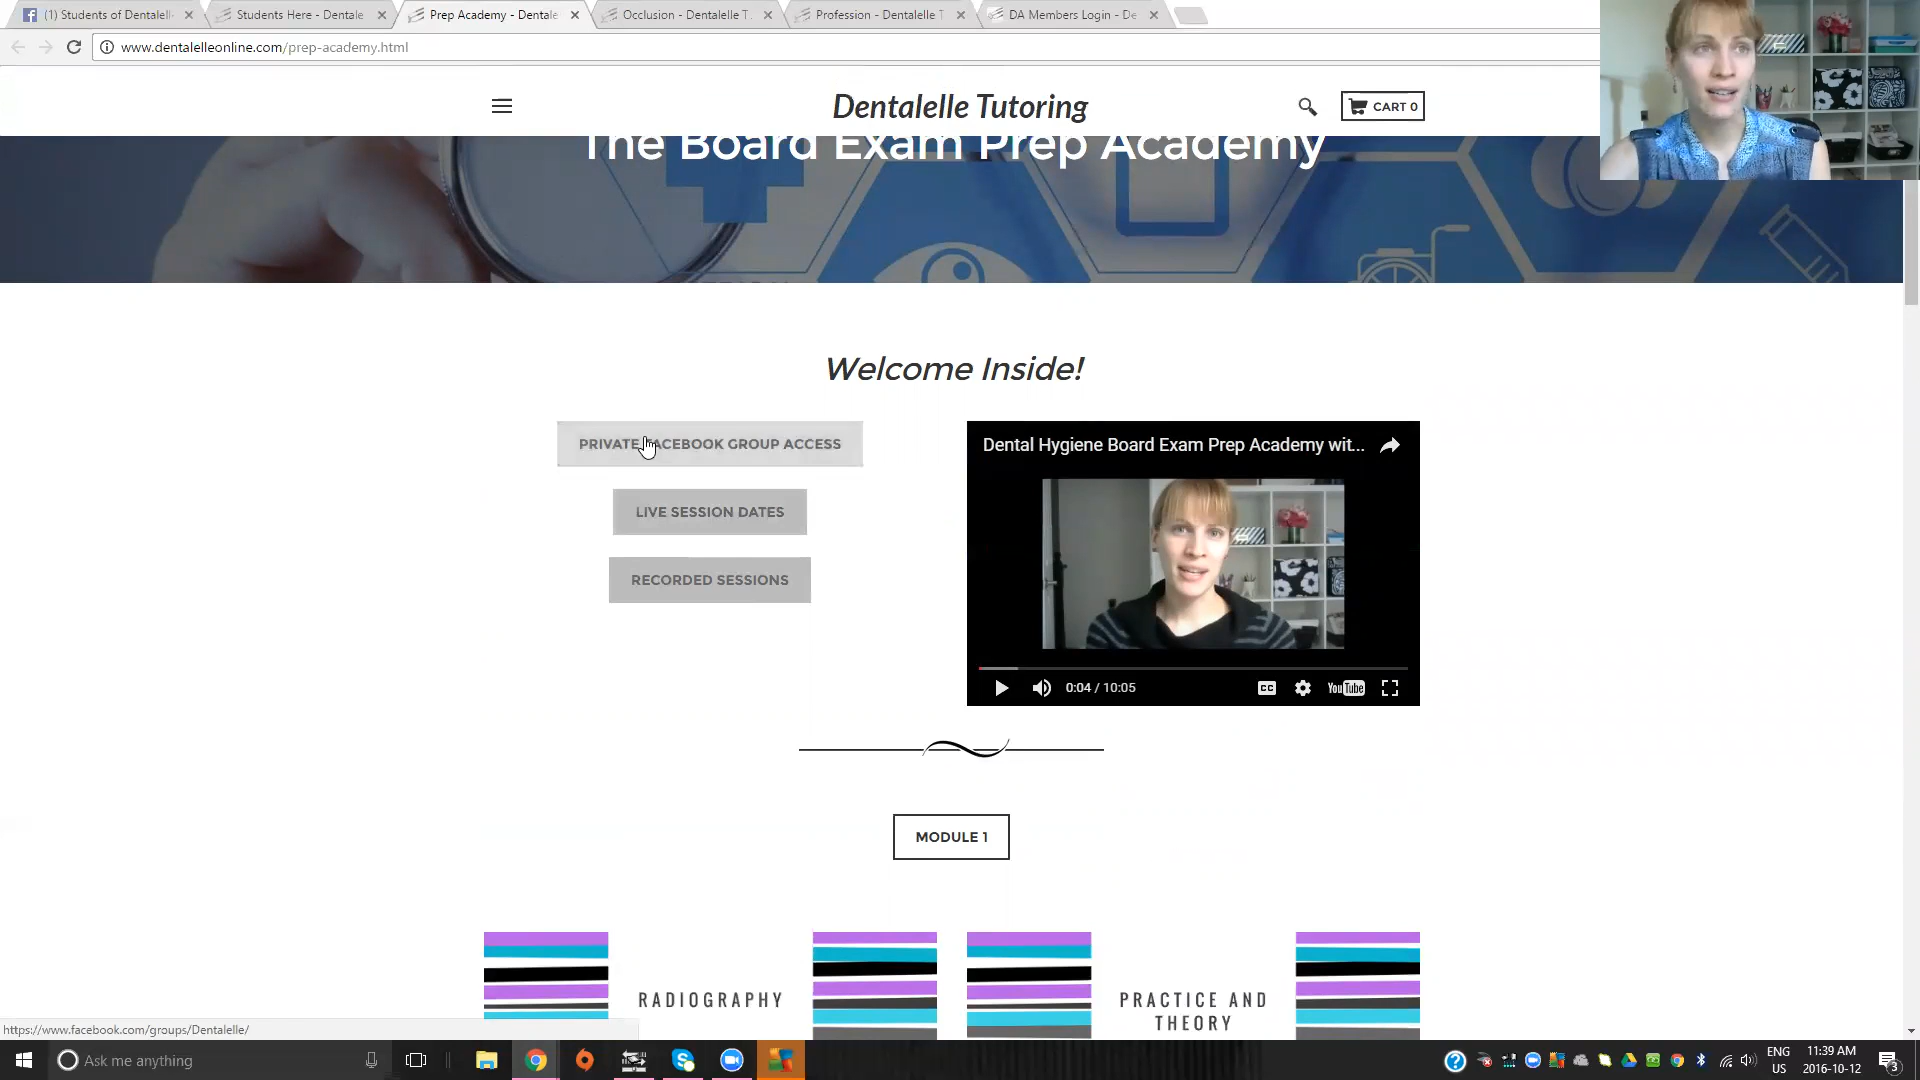 (1) Students of Dentalell
Students Here - Dentale
Prep Academy - Dentale
Occlusion - Dentalelle T
Profession - Dentalelle T
DA Members Login - De
www.dentalelleonline.com/prep-academy.html
Dentalelle Tutoring
CART 0
The Board Exam Prep Academy
Welcome Inside!
PRIVATE FACEBOOK GROUP ACCESS
LIVE SESSION DATES
RECORDED SESSIONS
Dental Hygiene Board Exam Prep Academy wit...
0:04 / 10:05
CC
YouTube
MODULE 1
RADIOGRAPHY
PRACTICE AND
THEORY
https://www.facebook.com/groups/Dentalelle/
Ask me anything
ENG
US
11:39 AM
2016-10-12
3